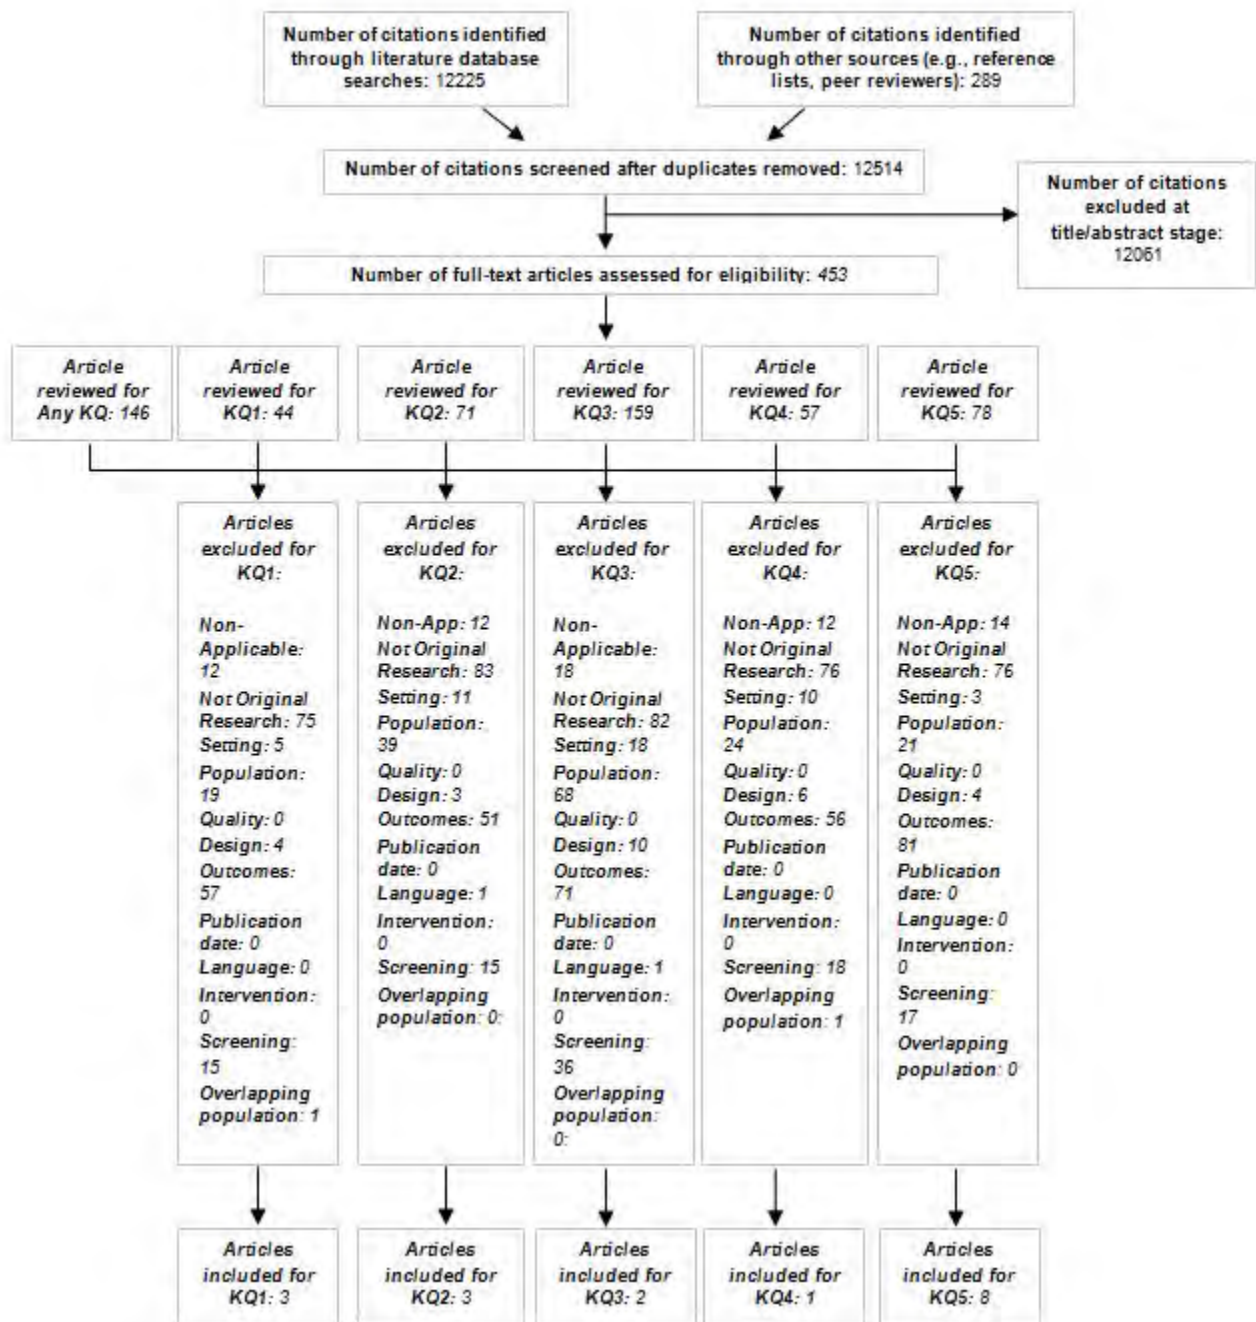 Number of citations identified
through literature database
searches: 12225
Number of citations identified
through other sources (e.g., reference
lists, peer reviewers): 289
Number of citations screened after duplicates removed: 12514
Number of citations
excluded at
title/abstract stage:
12061
Number of full-text articles assessed for eligibility: 453
Article
reviewed for
Any KQ: 146
Article
reviewed for
KQ1: 44
Article
reviewed for
KQ2: 71
Article
reviewed for
KQ3: 159
Article
reviewed for
KQ4: 57
Article
reviewed for
KQ5: 78
Articles
excluded for
KQ1:
Non-
Applicable:
12
Not Original
Research: 75
Setting: 5
Population:
19
Quality: 0
Design: 4
Outcomes:
57
Publication
date: 0
Language: 0
Intervention:
0
Screening:
15
Overlapping
population: 1
Articles
excluded for
KQ2:
Non-App: 12
Not Original
Research: 83
Setting: 11
Population:
39
Quality: 0
Design: 3
Outcomes: 51
Publication
date: 0
Language: 1
Intervention:
0
Screening: 15
Overlapping
population: 0:
Articles
excluded for
KQ3:
Non-
Applicable:
18
Not Original
Research: 82
Setting: 18
Population:
68
Quality: 0
Design: 10
Outcomes:
71
Publication
date: 0
Language: 1
Intervention:
0
Screening:
36
Overlapping
population:
0:
Articles
excluded for
KQ4:
Non-App: 12
Not Original
Research: 76
Setting: 10
Population:
24
Quality: 0
Design: 6
Outcomes: 56
Publication
date: 0
Language: 0
Intervention:
0
Screening: 18
Overlapping
population: 1
Articles
excluded for
KQ5:
Non-App: 14
Not Original
Research: 76
Setting: 3
Population:
21
Quality: 0
Design: 4
Outcomes:
81
Publication
date: 0
Language: 0
Intervention:
0
Screening:
17
Overlapping
population: 0
Articles
included for
KQ1: 3
Articles
included for
KQ2: 3
Articles
included for
KQ3: 2
Articles
included for
KQ4: 1
Articles
included for
KQ5: 8